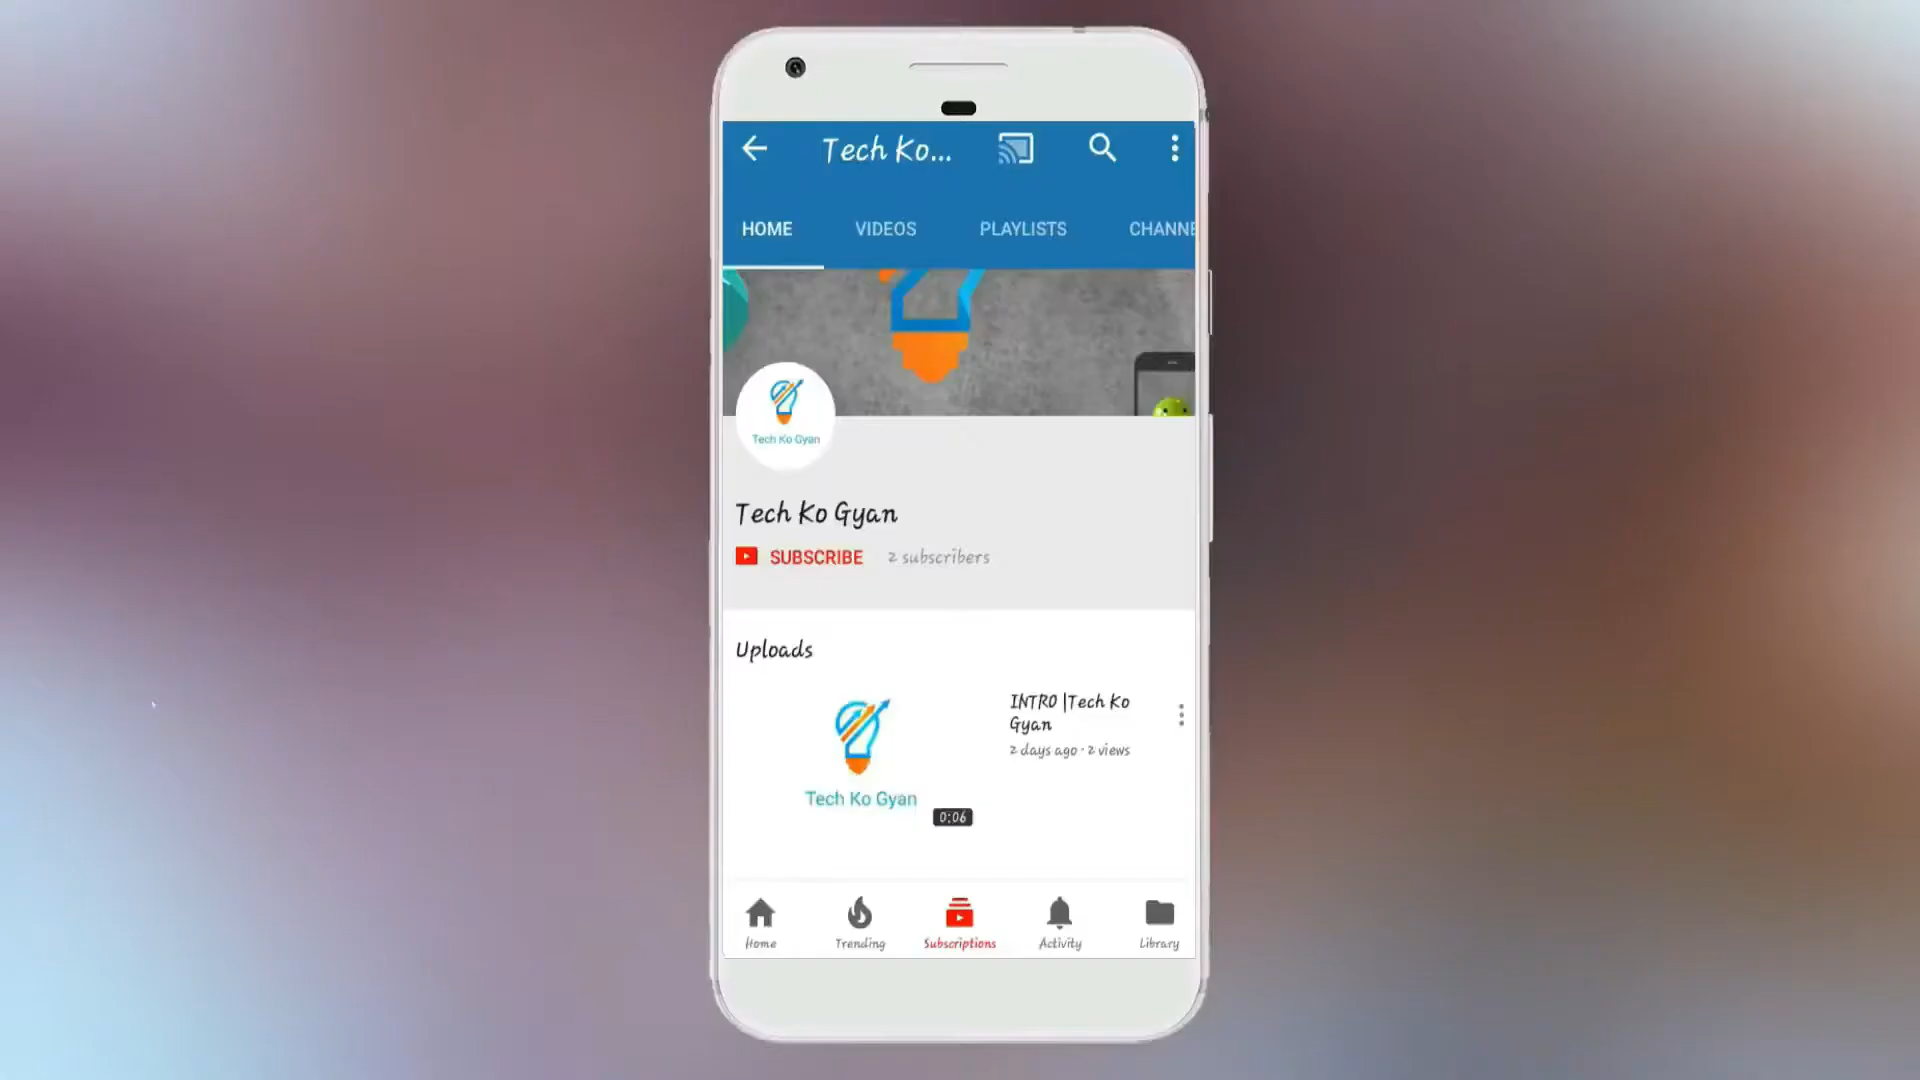 Tech Ko...
HOME VIDEOS PLAYLISTS CHANNE
Tech Ko Gyan
Tech Ko Gyan
SUBSCRIBE 2 subscribers
Uploads
INTRO |Tech Ko
Gyan
2 days ago · 2 views
Tech Ko Gyan
0:06
Home Trending Subscriptions Activity Library